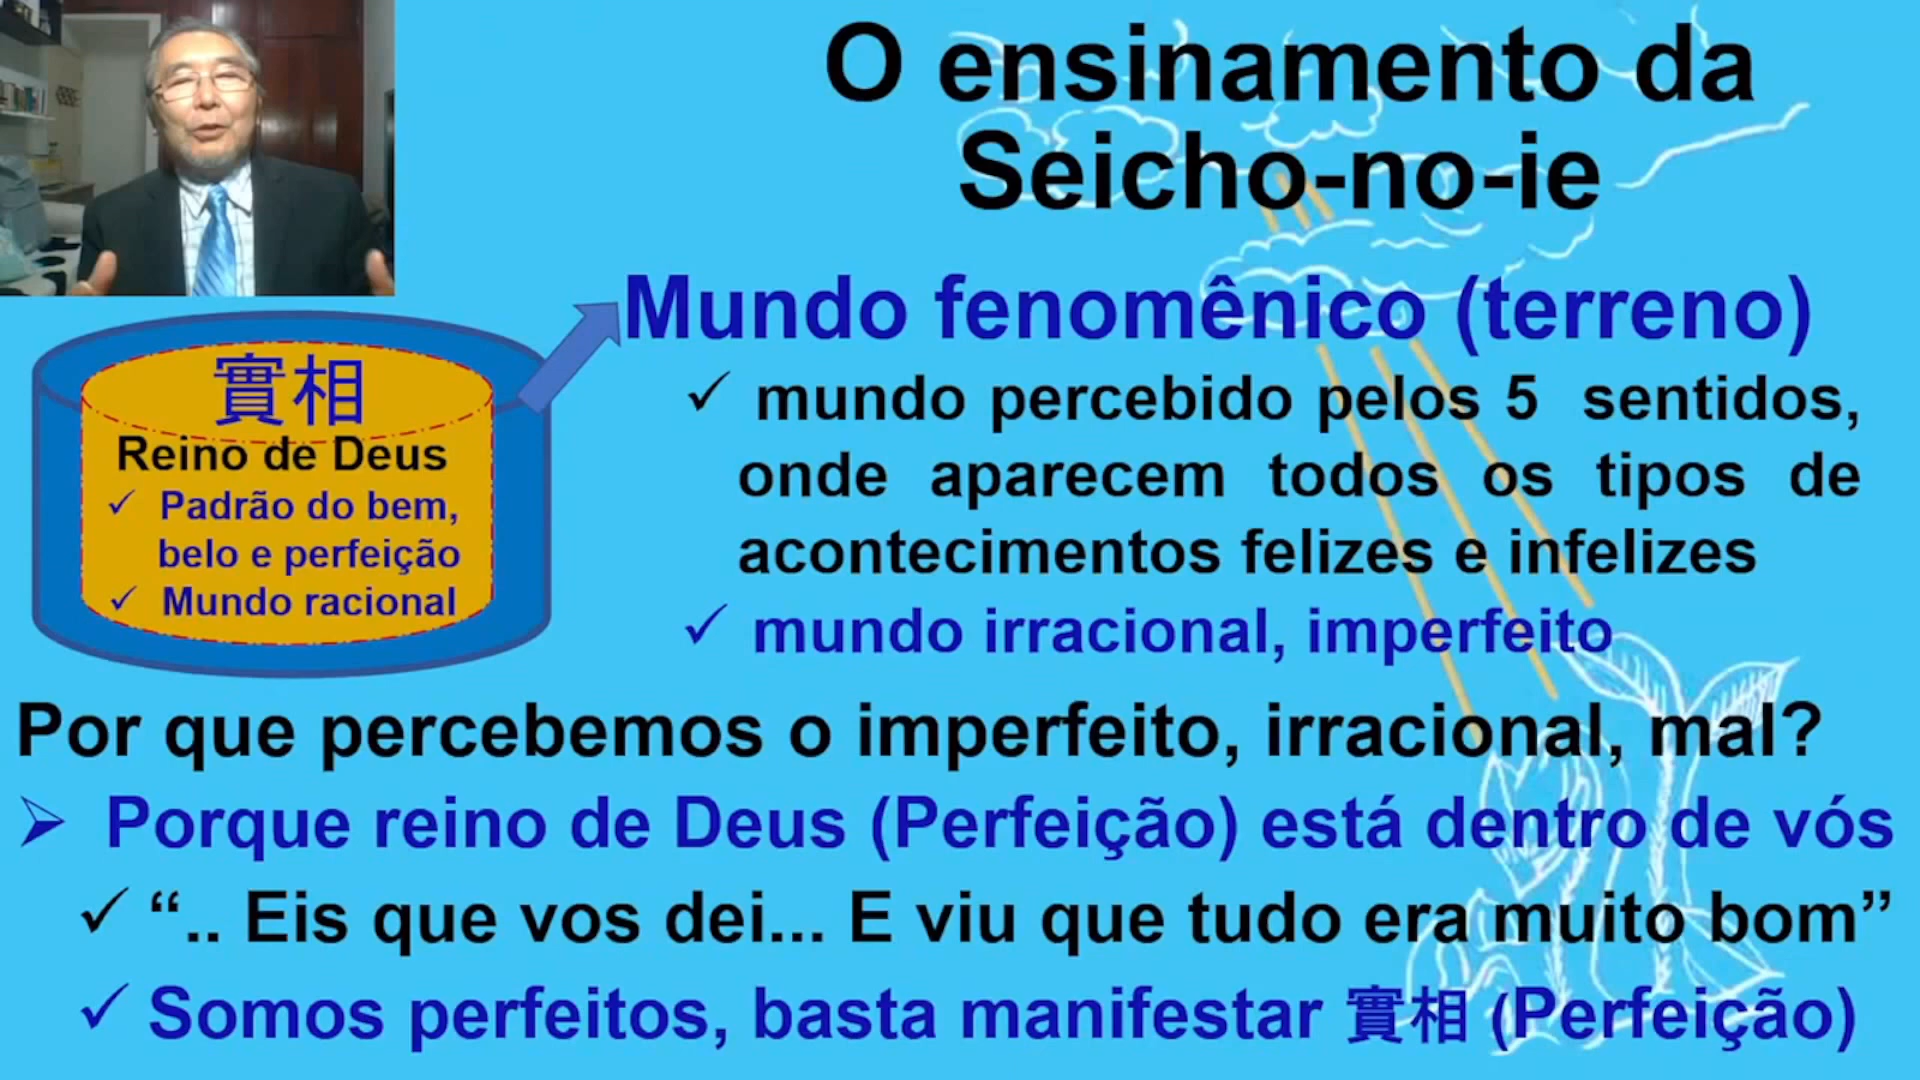 O ensinamento da
Seicho-no-ie
Mundo fenomênico (terreno)
✓ mundo percebido pelos 5 sentidos,
onde aparecem todos os tipos de
acontecimentos felizes e infelizes
✓ mundo irracional, imperfeito
實相
Reino de Deus
✓ Padrão do bem,
belo e perfeição
✓ Mundo racional
Por que percebemos o imperfeito, irracional, mal?
➢ Porque reino de Deus (Perfeição) está dentro de vós
✓ “.. Eis que vos dei... E viu que tudo era muito bom”
✓ Somos perfeitos, basta manifestar 實相 (Perfeição)